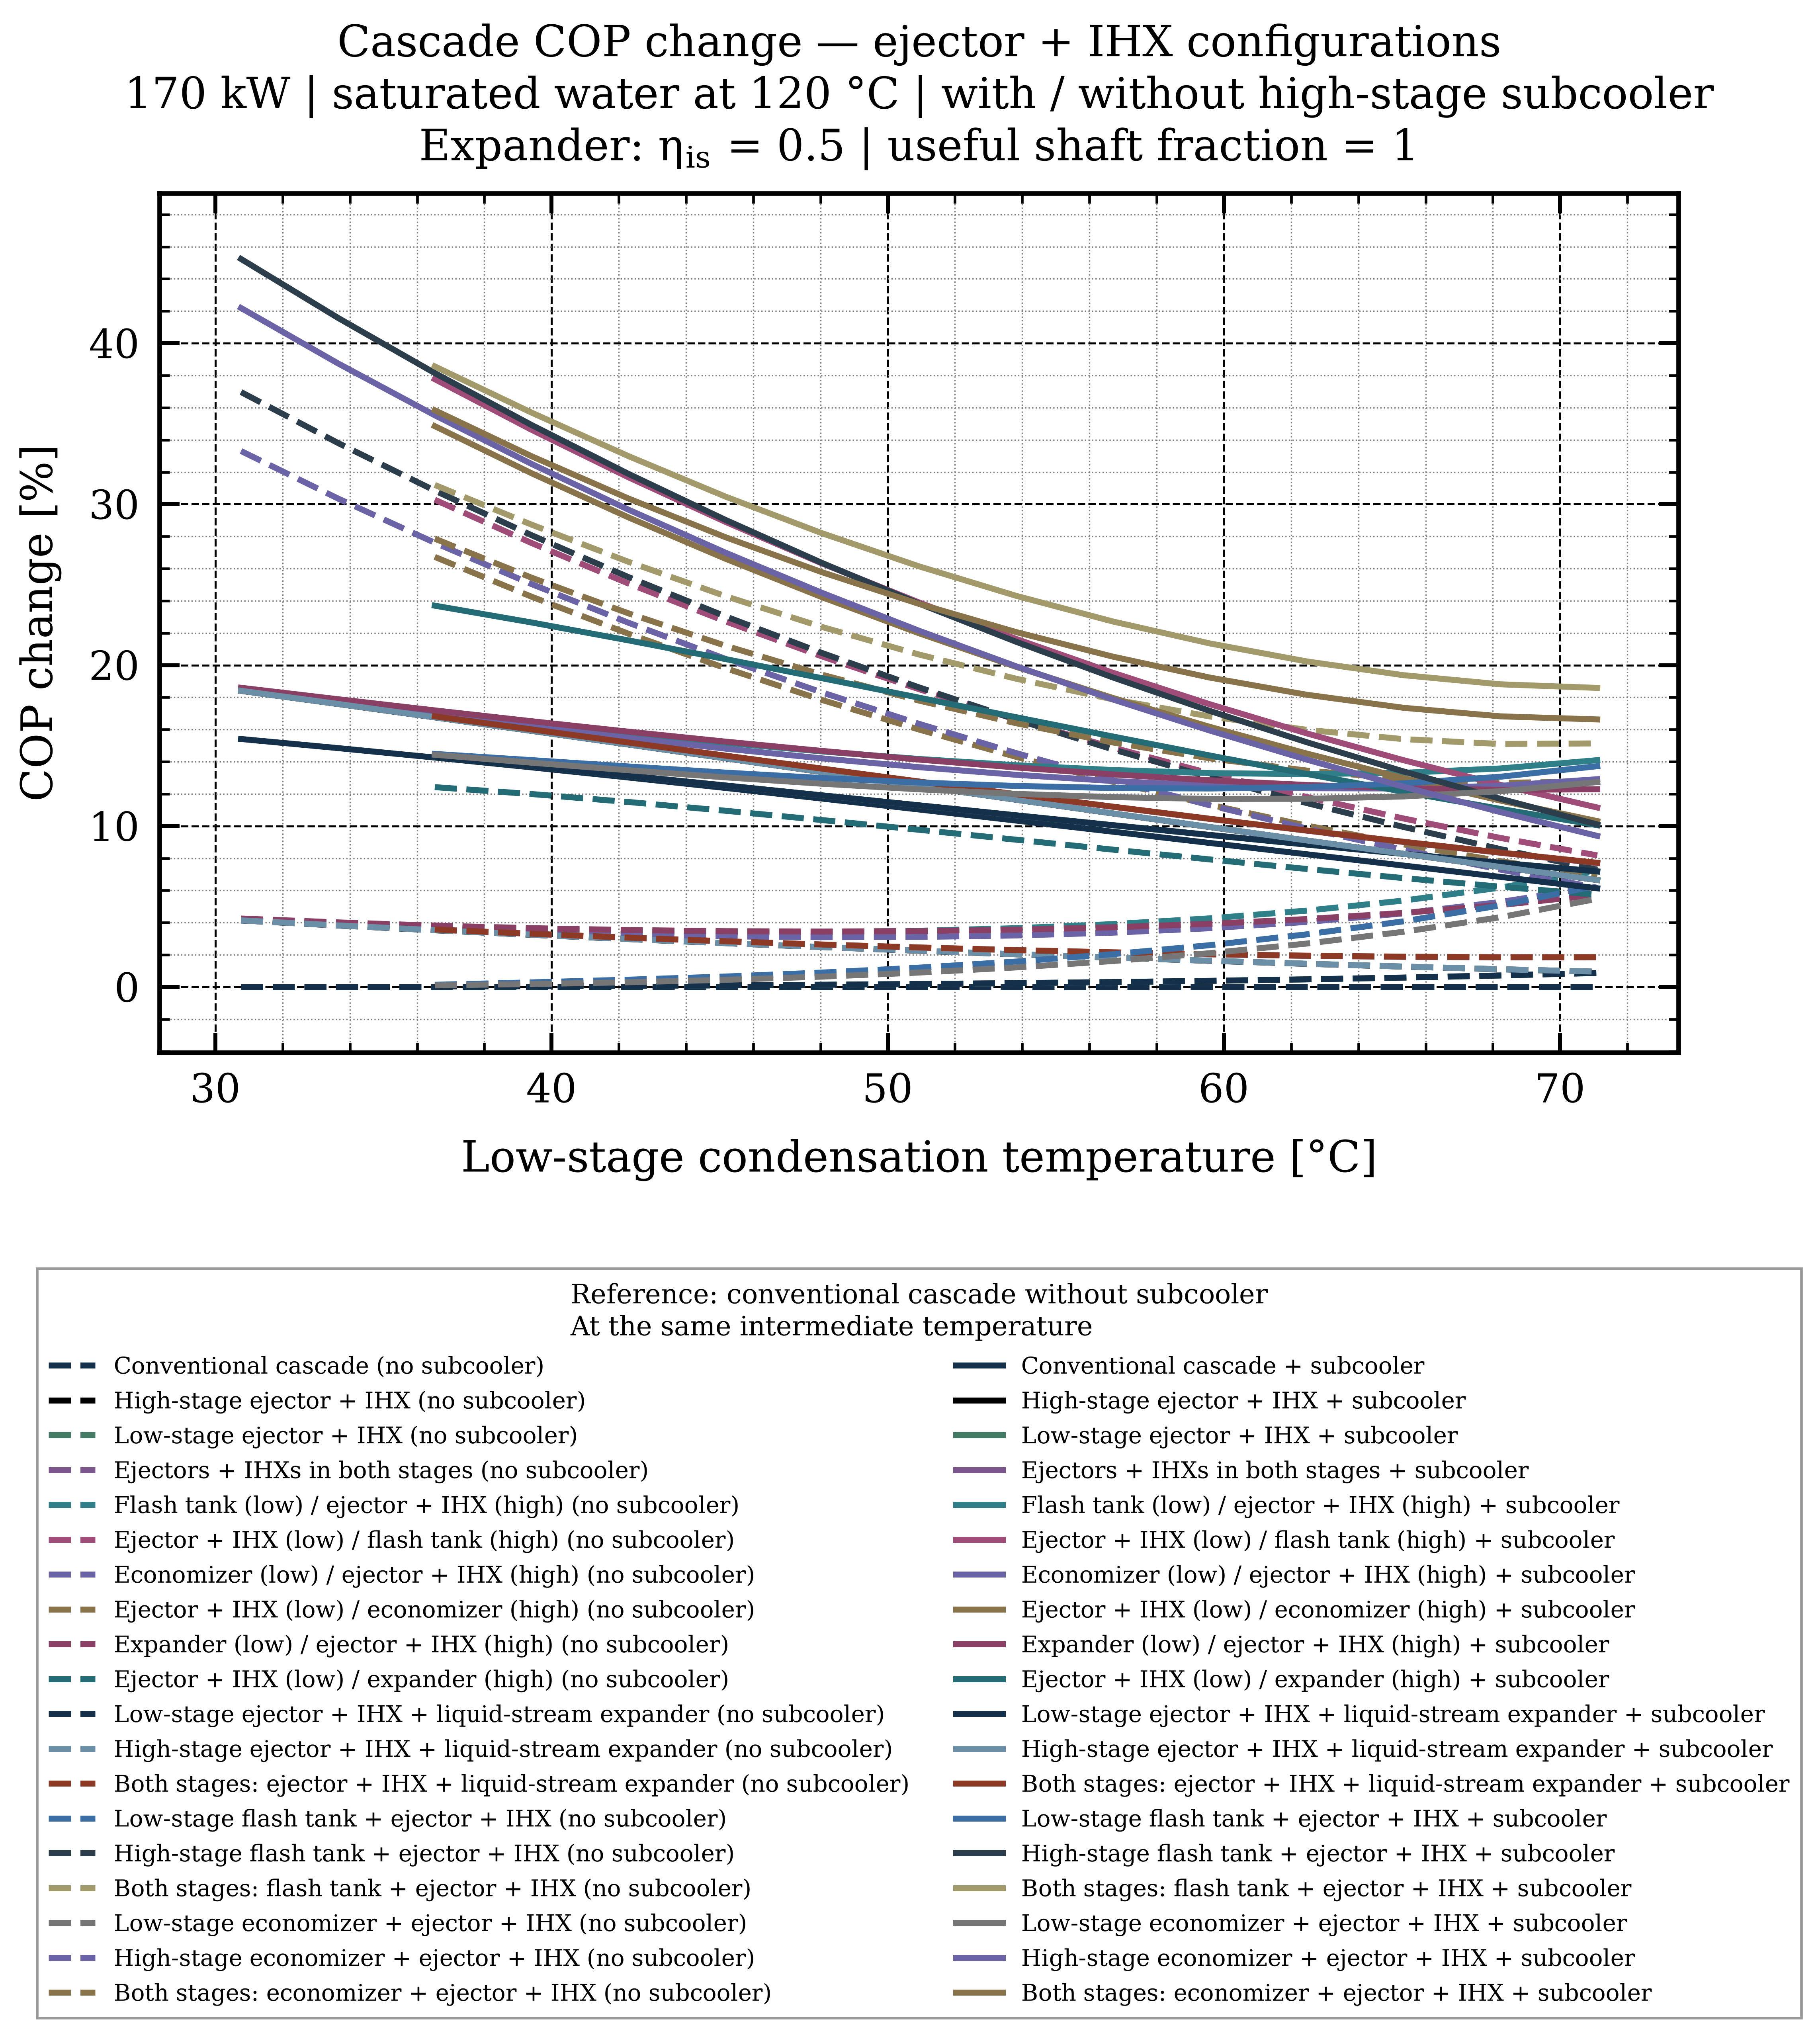 Cascade COP change — ejector + IHX configurations
170 kW | saturated water at 120 °C | with / without high-stage subcooler
Expander: ηis = 0.5 | useful shaft fraction = 1
COP change [%]
40
30
20
10
0
30 40 50 60 70
Low-stage condensation temperature [°C]
Reference: conventional cascade without subcooler
At the same intermediate temperature
Conventional cascade (no subcooler)
High-stage ejector + IHX (no subcooler)
Low-stage ejector + IHX (no subcooler)
Ejectors + IHXs in both stages (no subcooler)
Flash tank (low) / ejector + IHX (high) (no subcooler)
Ejector + IHX (low) / flash tank (high) (no subcooler)
Economizer (low) / ejector + IHX (high) (no subcooler)
Ejector + IHX (low) / economizer (high) (no subcooler)
Expander (low) / ejector + IHX (high) (no subcooler)
Ejector + IHX (low) / expander (high) (no subcooler)
Low-stage ejector + IHX + liquid-stream expander (no subcooler)
High-stage ejector + IHX + liquid-stream expander (no subcooler)
Both stages: ejector + IHX + liquid-stream expander (no subcooler)
Low-stage flash tank + ejector + IHX (no subcooler)
High-stage flash tank + ejector + IHX (no subcooler)
Both stages: flash tank + ejector + IHX (no subcooler)
Low-stage economizer + ejector + IHX (no subcooler)
High-stage economizer + ejector + IHX (no subcooler)
Both stages: economizer + ejector + IHX (no subcooler)
Conventional cascade + subcooler
High-stage ejector + IHX + subcooler
Low-stage ejector + IHX + subcooler
Ejectors + IHXs in both stages + subcooler
Flash tank (low) / ejector + IHX (high) + subcooler
Ejector + IHX (low) / flash tank (high) + subcooler
Economizer (low) / ejector + IHX (high) + subcooler
Ejector + IHX (low) / economizer (high) + subcooler
Expander (low) / ejector + IHX (high) + subcooler
Ejector + IHX (low) / expander (high) + subcooler
Low-stage ejector + IHX + liquid-stream expander + subcooler
High-stage ejector + IHX + liquid-stream expander + subcooler
Both stages: ejector + IHX + liquid-stream expander + subcooler
Low-stage flash tank + ejector + IHX + subcooler
High-stage flash tank + ejector + IHX + subcooler
Both stages: flash tank + ejector + IHX + subcooler
Low-stage economizer + ejector + IHX + subcooler
High-stage economizer + ejector + IHX + subcooler
Both stages: economizer + ejector + IHX + subcooler